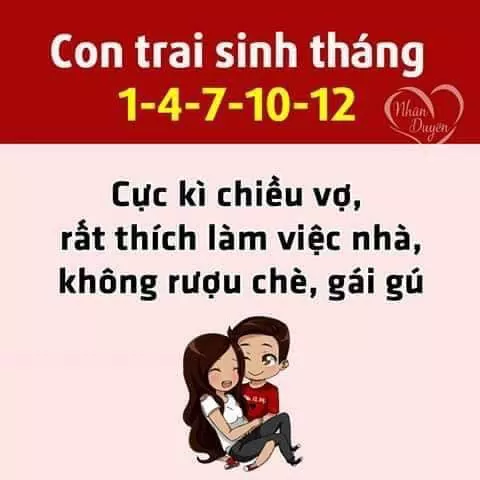 Con trai sinh tháng
1-4-7-10-12
Nhân
Duyên
Cực kì chiều vợ,
rất thích làm việc nhà,
không rượu chè, gái gú